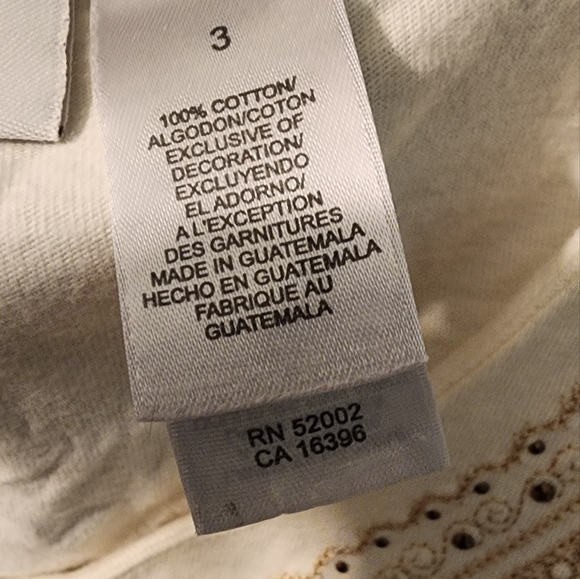 3
100% COTTON/
ALGODON/COTON
EXCLUSIVE OF
DECORATION/
EXCLUYENDO
EL ADORNO/
A L'EXCEPTION
DES GARNITURES
MADE IN GUATEMALA
HECHO EN GUATEMALA
FABRIQUE AU
GUATEMALA
RN 52002
CA 16396